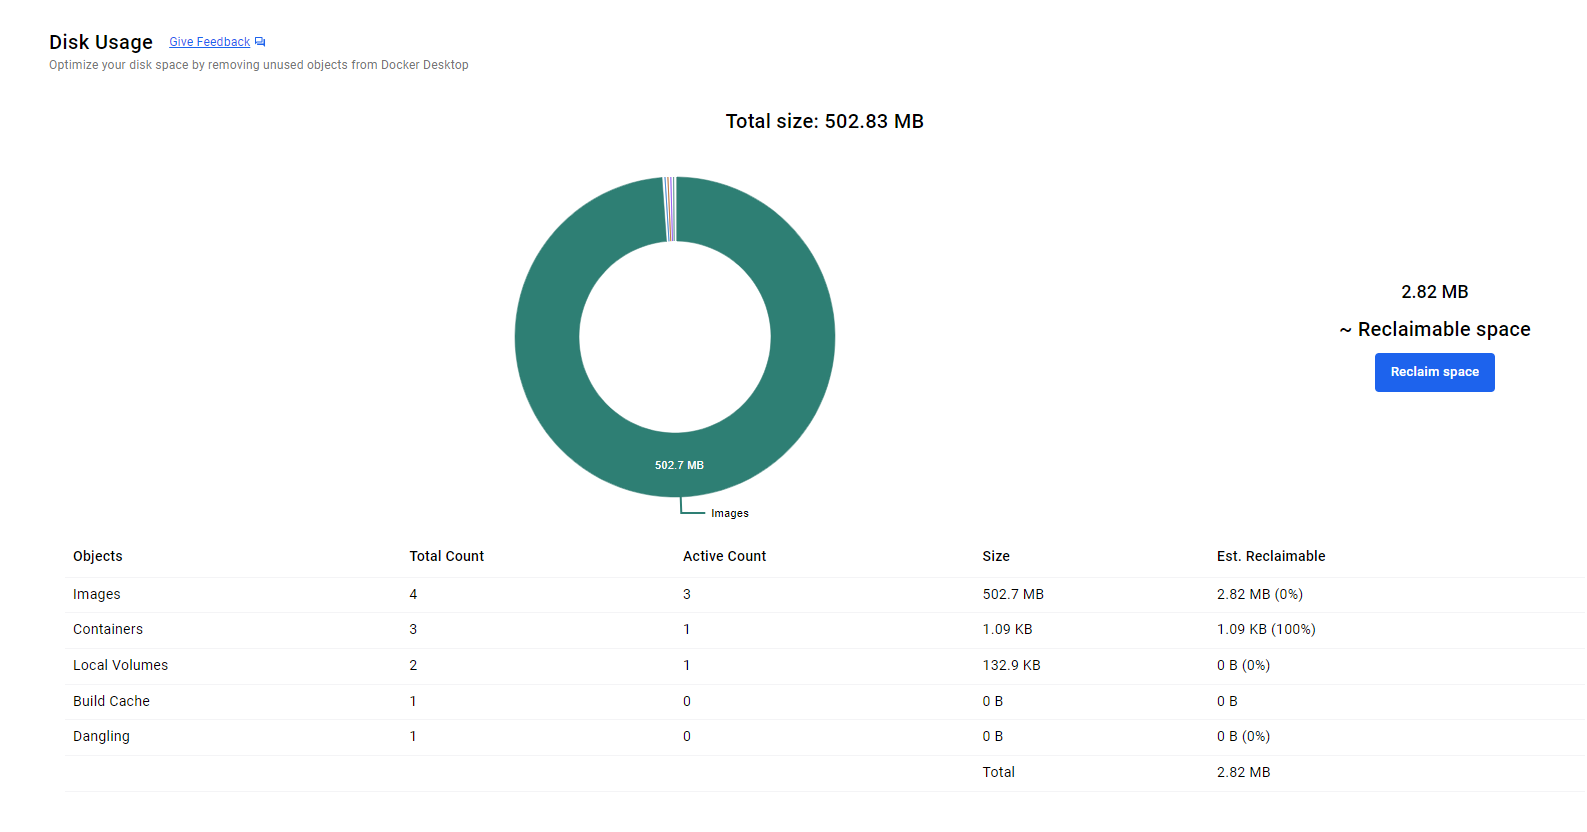 Disk Usage Give Feedback
Optimize your disk space by removing unused objects from Docker Desktop
Total size: 502.83 MB
2.82 MB
~ Reclaimable space
Reclaim space
502.7 MB
Images
Objects Total Count Active Count Size Est. Reclaimable
Images 4 3 502.7 MB 2.82 MB (0%)
Containers 3 1 1.09 KB 1.09 KB (100%)
Local Volumes 2 1 132.9 KB 0 B (0%)
Build Cache 1 0 0 B 0 B
Dangling 1 0 0 B 0 B (0%)
Total 2.82 MB